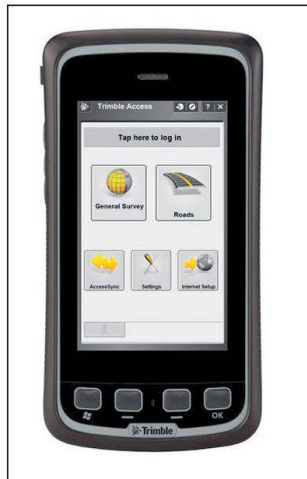 Trimble Access ? X
Tap here to log in
General Survey
Roads
AccessSync
Settings
Internet Setup
OK
Trimble